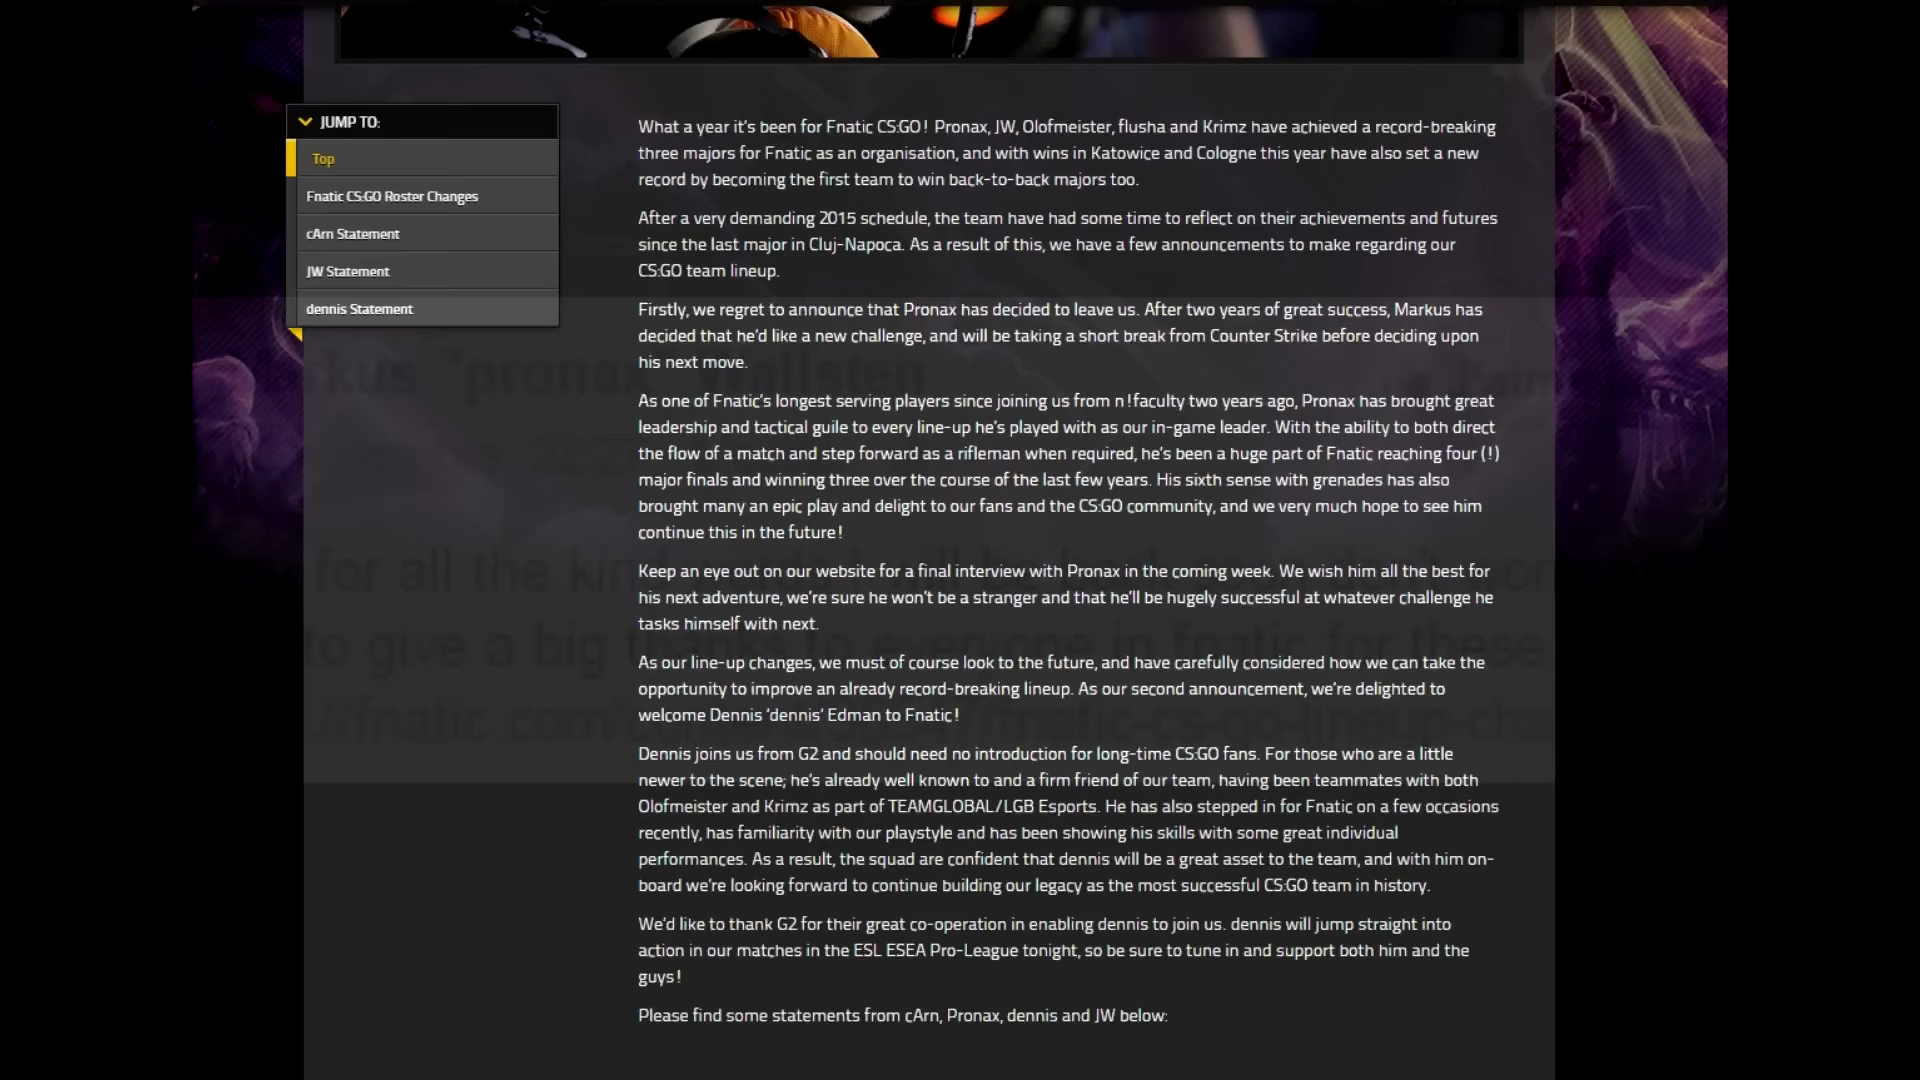 JUMP TO:
Top
Fnatic CS:GO Roster Changes
cArn Statement
JW Statement
dennis Statement
What a year it's been for Fnatic CS:GO! Pronax, JW, Olofmeister, flusha and Krimz have achieved a record-breaking
three majors for Fnatic as an organisation, and with wins in Katowice and Cologne this year have also set a new
record by becoming the first team to win back-to-back majors too.
After a very demanding 2015 schedule, the team have had some time to reflect on their achievements and futures
since the last major in Cluj-Napoca. As a result of this, we have a few announcements to make regarding our
CS:GO team lineup.
Firstly, we regret to announce that Pronax has decided to leave us. After two years of great success, Markus has
decided that he'd like a new challenge, and will be taking a short break from Counter Strike before deciding upon
his next move.
As one of Fnatic's longest serving players since joining us from n!faculty two years ago, Pronax has brought great
leadership and tactical guile to every line-up he's played with as our in-game leader. With the ability to both direct
the flow of a match and step forward as a rifleman when required, he's been a huge part of Fnatic reaching four (!)
major finals and winning three over the course of the last few years. His sixth sense with grenades has also
brought many an epic play and delight to our fans and the CS:GO community, and we very much hope to see him
continue this in the future!
Keep an eye out on our website for a final interview with Pronax in the coming week. We wish him all the best for
his next adventure, we're sure he won't be a stranger and that he'll be hugely successful at whatever challenge he
tasks himself with next.
As our line-up changes, we must of course look to the future, and have carefully considered how we can take the
opportunity to improve an already record-breaking lineup. As our second announcement, we're delighted to
welcome Dennis 'dennis' Edman to Fnatic!
Dennis joins us from G2 and should need no introduction for long-time CS:GO fans. For those who are a little
newer to the scene; he's already well known to and a firm friend of our team, having been teammates with both
Olofmeister and Krimz as part of TEAMGLOBAL/LGB Esports. He has also stepped in for Fnatic on a few occasions
recently, has familiarity with our playstyle and has been showing his skills with some great individual
performances. As a result, the squad are confident that dennis will be a great asset to the team, and with him on-
board we're looking forward to continue building our legacy as the most successful CS:GO team in history.
We'd like to thank G2 for their great co-operation in enabling dennis to join us. dennis will jump straight into
action in our matches in the ESL ESEA Pro-League tonight, so be sure to tune in and support both him and the
guys!
Please find some statements from cArn, Pronax, dennis and JW below: